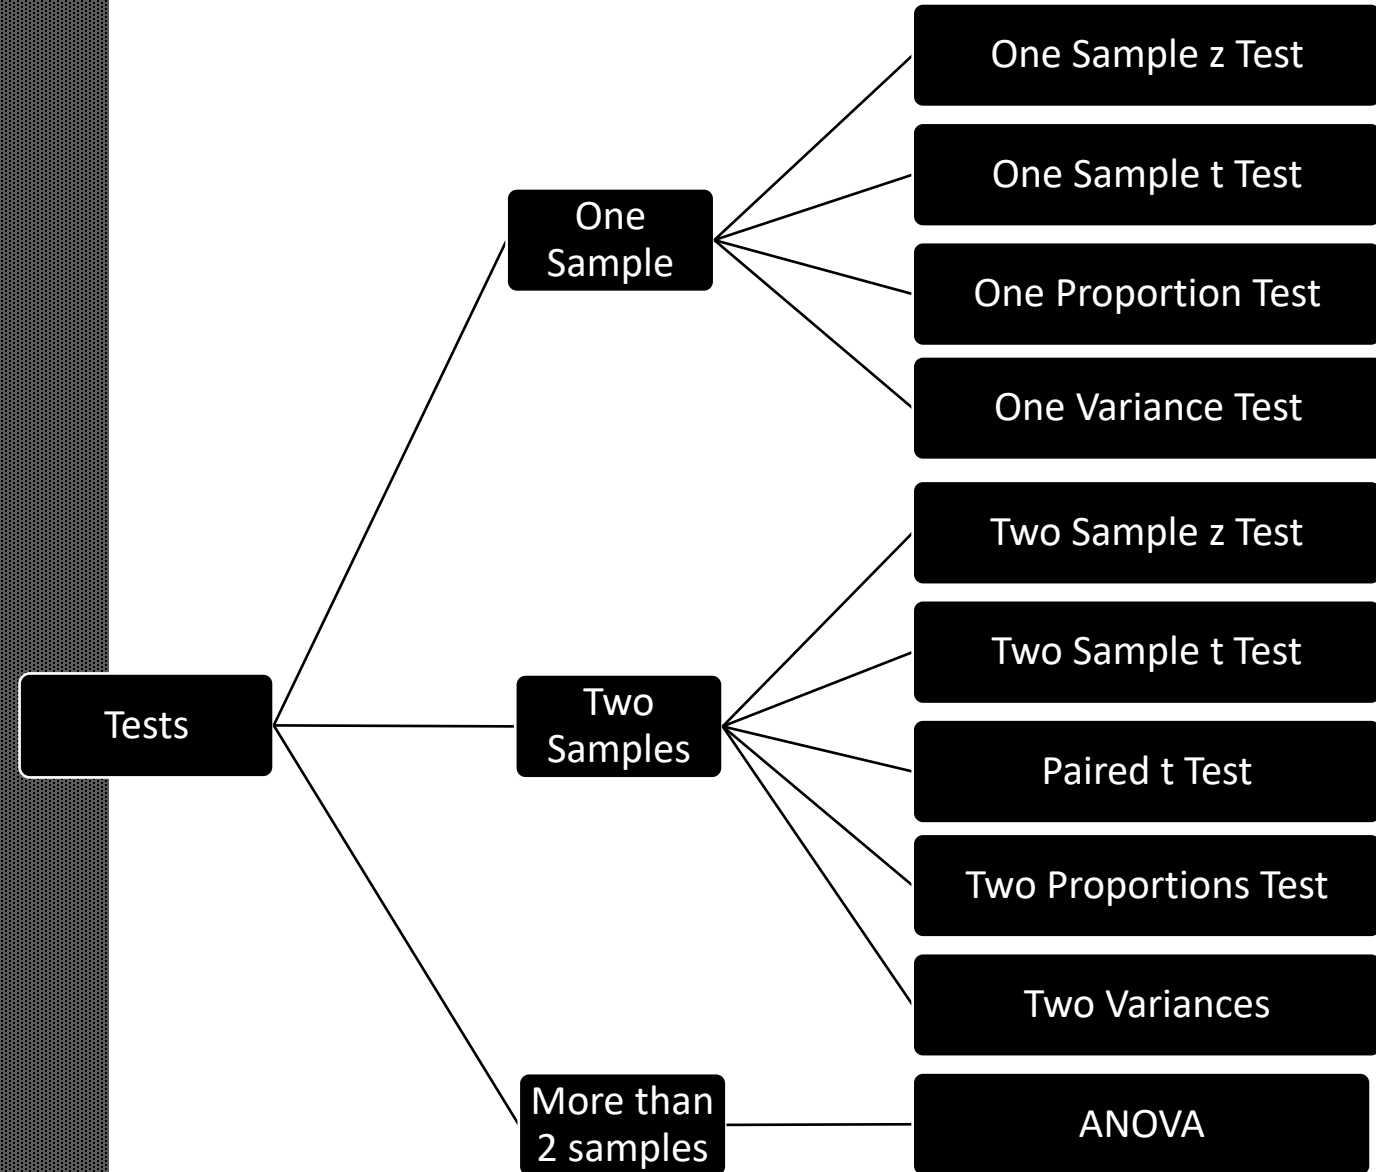 Tests
One
Sample
One Sample z Test
One Sample t Test
One Proportion Test
One Variance Test
Two
Samples
Two Sample z Test
Two Sample t Test
Paired t Test
Two Proportions Test
Two Variances
More than
2 samples
ANOVA